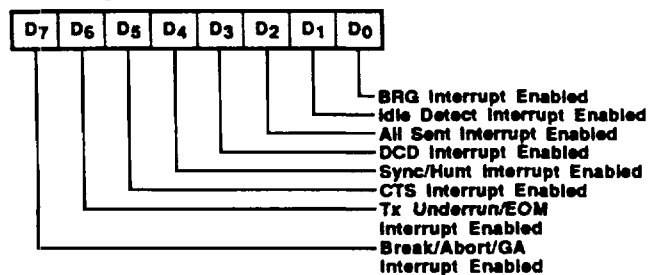 D7 D6 D5 D4 D3 D2 D1 D0
BRG Interrupt Enabled
Idle Detect Interrupt Enabled
All Sent Interrupt Enabled
DCD Interrupt Enabled
Sync/Hunt Interrupt Enabled
CTS Interrupt Enabled
Tx Underrun/EOM
Interrupt Enabled
Break/Abort/GA
Interrupt Enabled